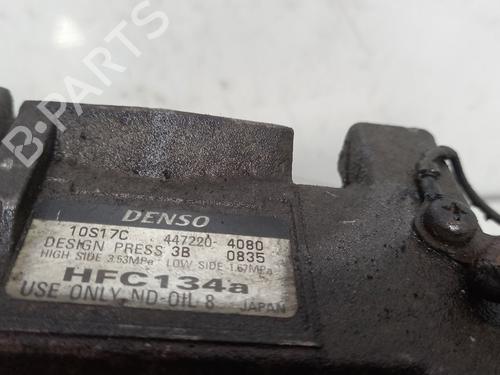 B-PARTS
DENSO
10S17C 447220-4080
DESIGN PRESS 3B 0835
HIGH SIDE 3.53MPa LOW SIDE 1.67MPa
HFC134a
USE ONLY ND-OIL 8 JAPAN